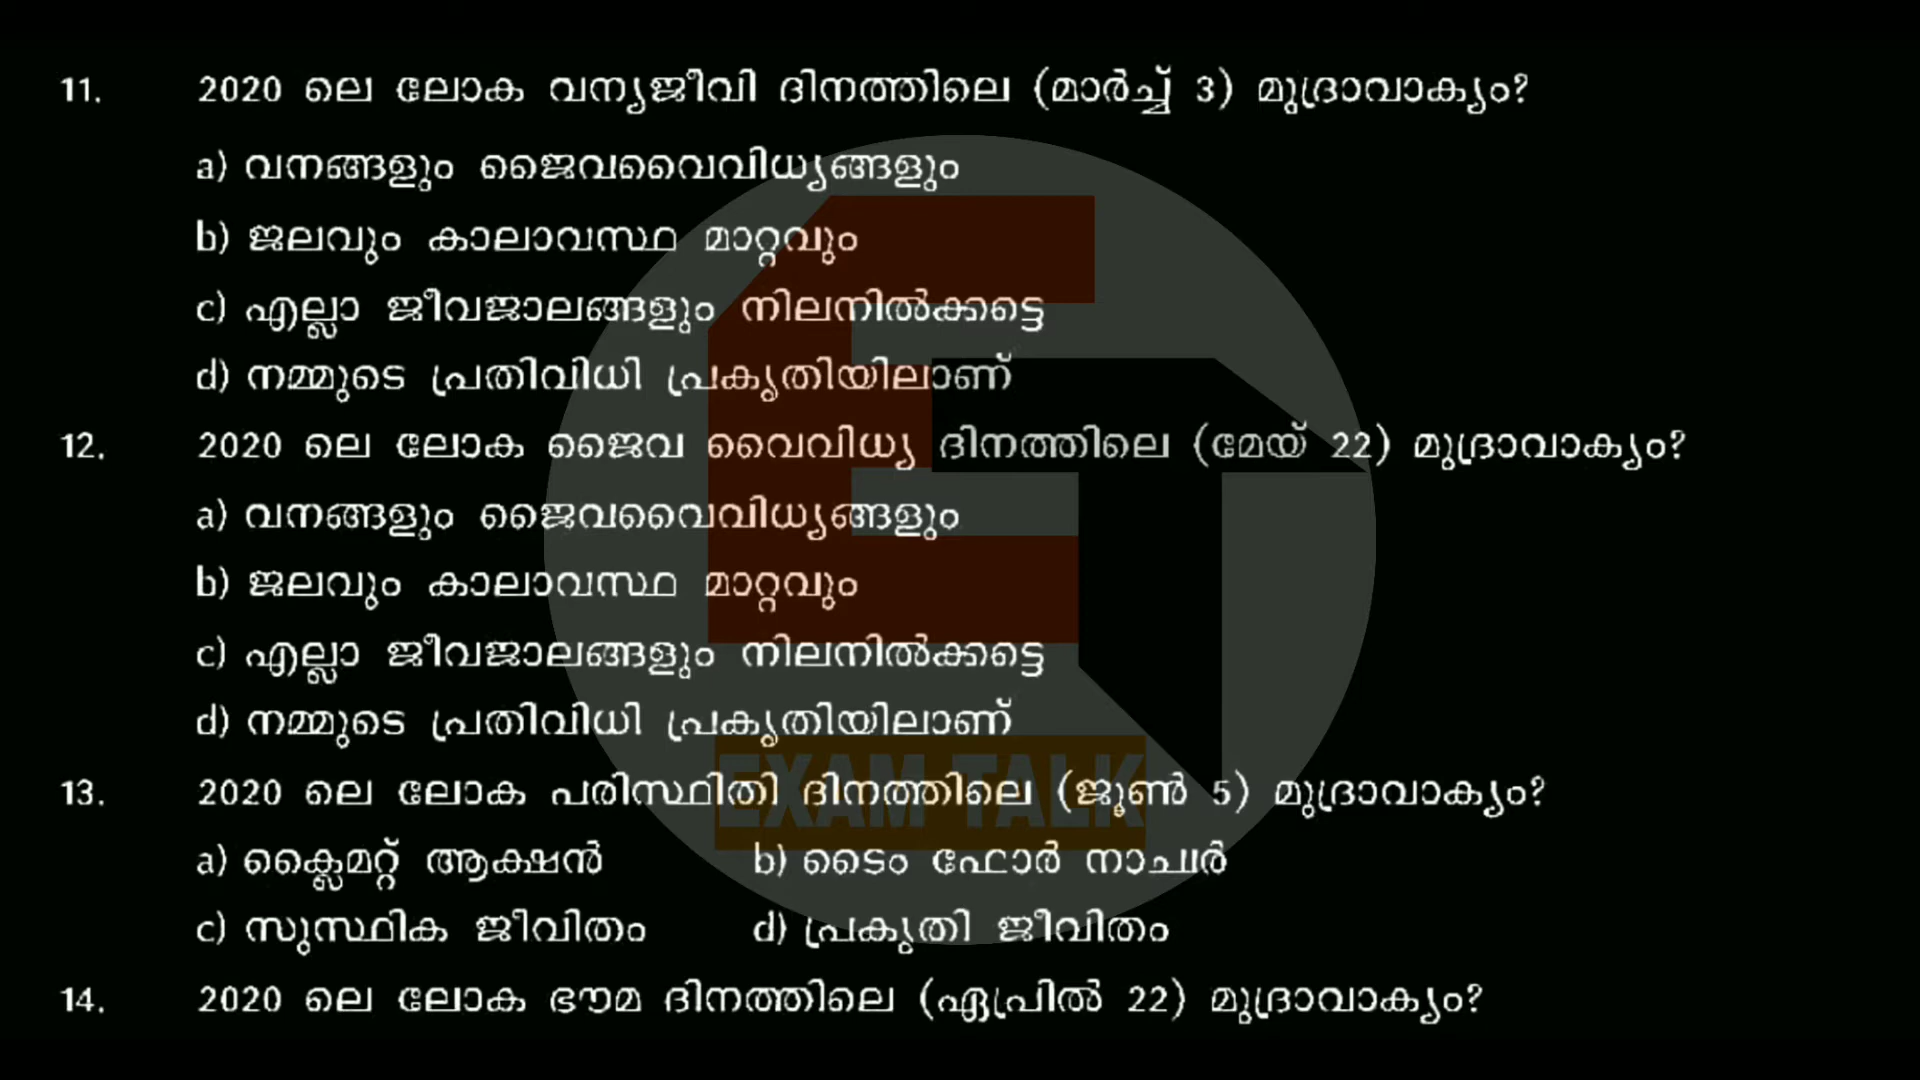 11. 2020 ലെ ലോക വന്യജീവി ദിനത്തിലെ (മാർച്ച് 3) മുദ്രാവാക്യം?
a) വനങ്ങളും ജൈവവൈവിധ്യങ്ങളും
b) ജലവും കാലാവസ്ഥ മാറ്റവും
c) എല്ലാ ജീവജാലങ്ങളും നിലനിൽക്കട്ടെ
d) നമ്മുടെ പ്രതിവിധി പ്രകൃതിയിലാണ്
12. 2020 ലെ ലോക ജൈവ വൈവിധ്യ ദിനത്തിലെ (മേയ് 22) മുദ്രാവാക്യം?
a) വനങ്ങളും ജൈവവൈവിധ്യങ്ങളും
b) ജലവും കാലാവസ്ഥ മാറ്റവും
c) എല്ലാ ജീവജാലങ്ങളും നിലനിൽക്കട്ടെ
d) നമ്മുടെ പ്രതിവിധി പ്രകൃതിയിലാണ്
EXAM TALK
13. 2020 ലെ ലോക പരിസ്ഥിതി ദിനത്തിലെ (ജൂൺ 5) മുദ്രാവാക്യം?
a) ക്ലൈമറ്റ് ആക്ഷൻ b) ടൈം ഫോർ നാച്ചർ
c) സുസ്ഥിക ജീവിതം d) പ്രകൃതി ജീവിതം
14. 2020 ലെ ലോക ഭൗമ ദിനത്തിലെ (ഏപ്രിൽ 22) മുദ്രാവാക്യം?